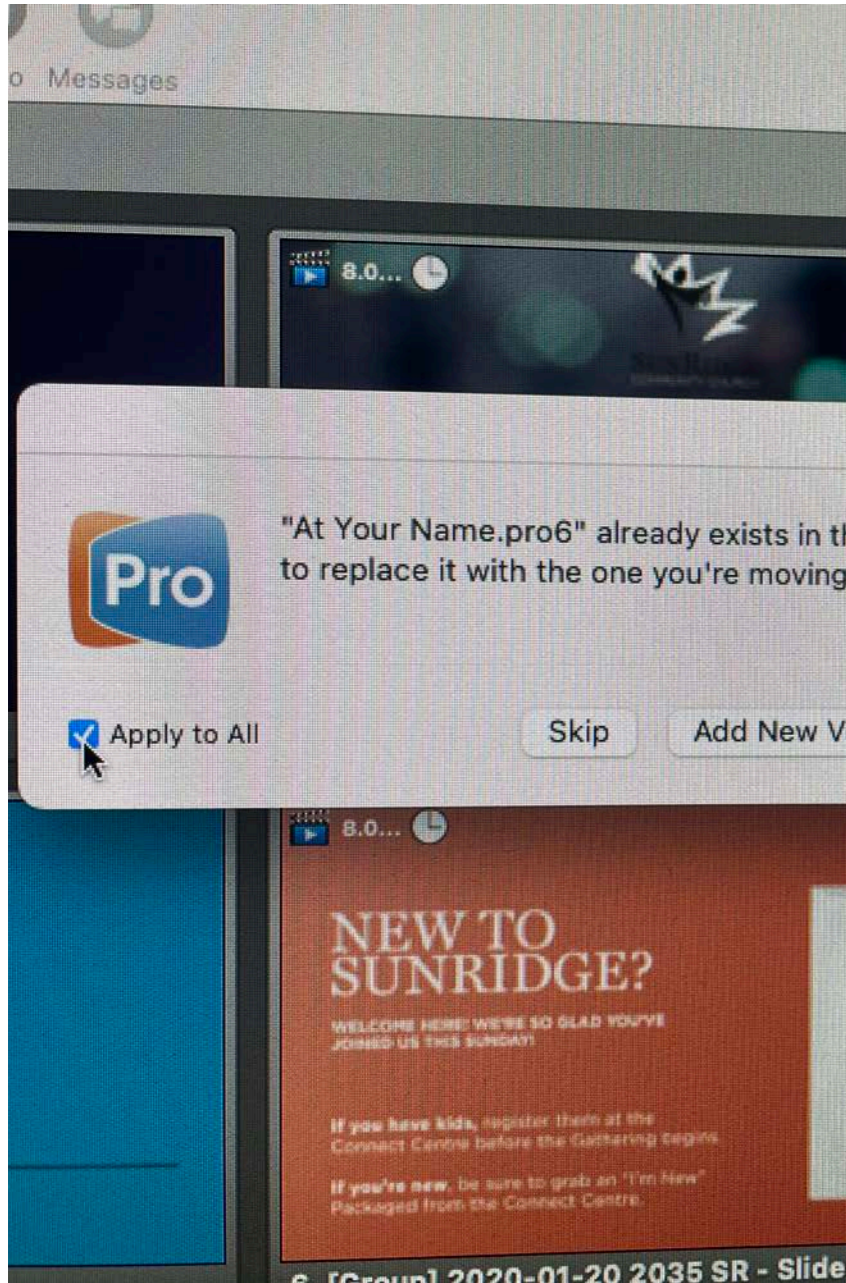 o Messages
8.0...
SUNRIDGE
COMMUNITY CHURCH
"At Your Name.pro6" already exists in th
to replace it with the one you're moving
Pro
Apply to All
Skip
Add New V
8.0...
NEW TO
SUNRIDGE?
WELCOME HERE! WE'RE SO GLAD YOU'VE
JOINED US THIS SUNDAY!
If you have kids, register them at the
Connect Centre before the Gathering begins
If you're new, be sure to grab an "I'm New"
Packaged from the Connect Centre.
6. [Group] 2020-01-20 2035 SR - Slide